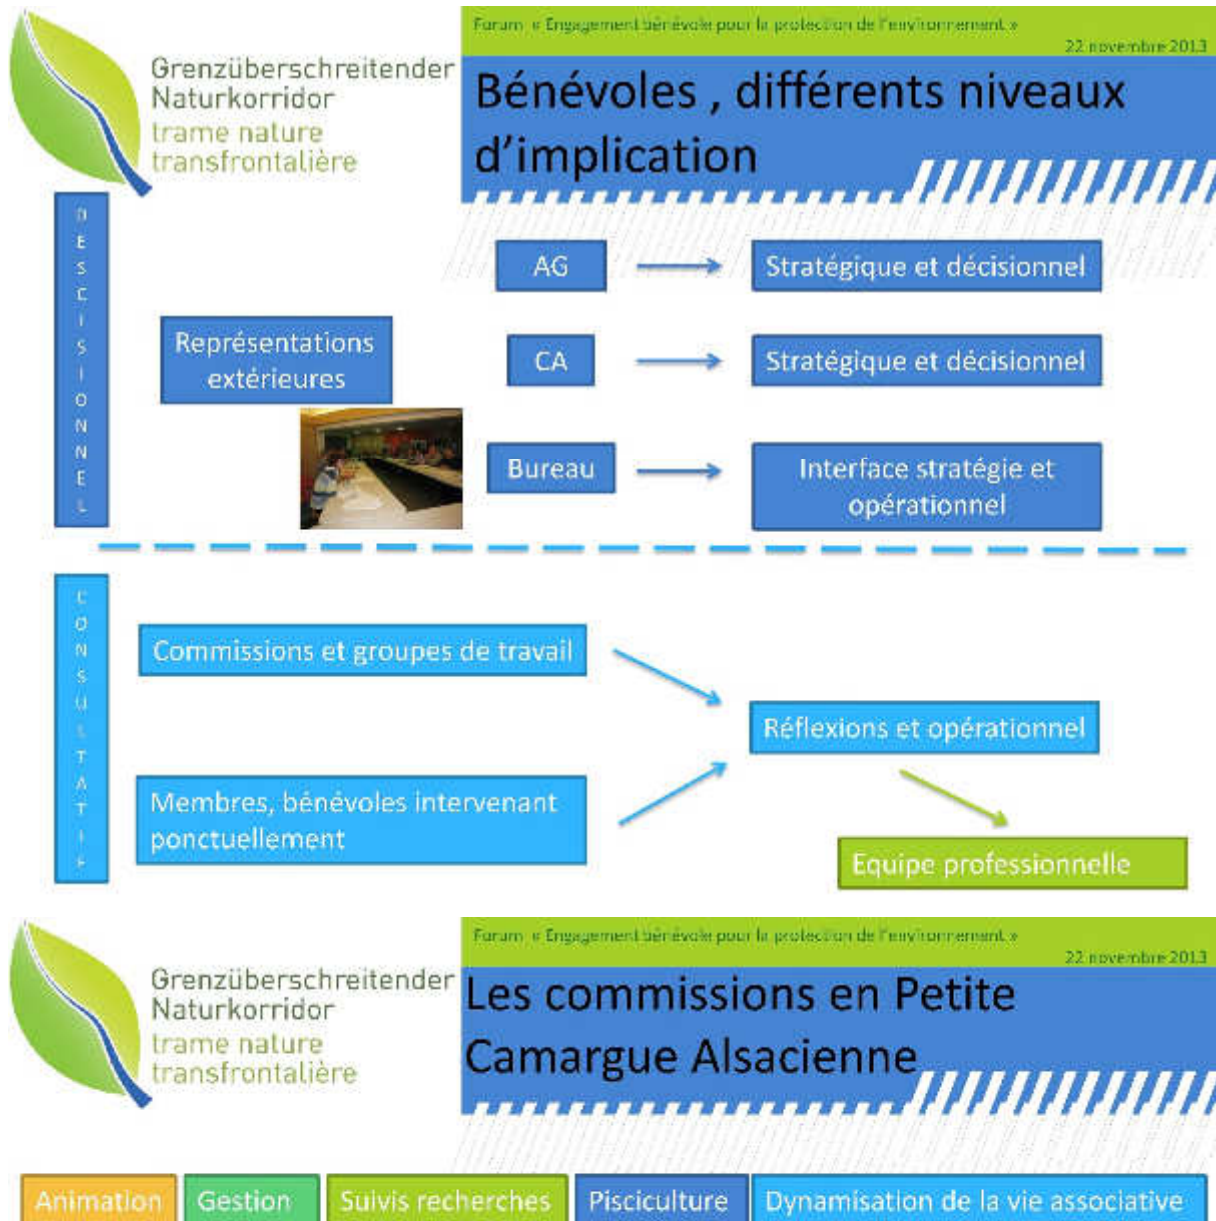 Grenzüberschreitender
Naturkorridor
trame nature
transfrontalière
Forum « Engagement bénévole pour la protection de l'environnement »
22 novembre 2013
Bénévoles , différents niveaux
d'implication
DESCISIONNEL
AG
Stratégique et décisionnel
Représentations
extérieures
CA
Stratégique et décisionnel
Bureau
Interface stratégie et
opérationnel
CONSULTATIF
Commissions et groupes de travail
Réflexions et opérationnel
Membres, bénévoles intervenant
ponctuellement
Equipe professionnelle
Grenzüberschreitender
Naturkorridor
trame nature
transfrontalière
Forum « Engagement bénévole pour la protection de l'environnement »
22 novembre 2013
Les commissions en Petite
Camargue Alsacienne
Animation
Gestion
Suivis recherches
Pisciculture
Dynamisation de la vie associative